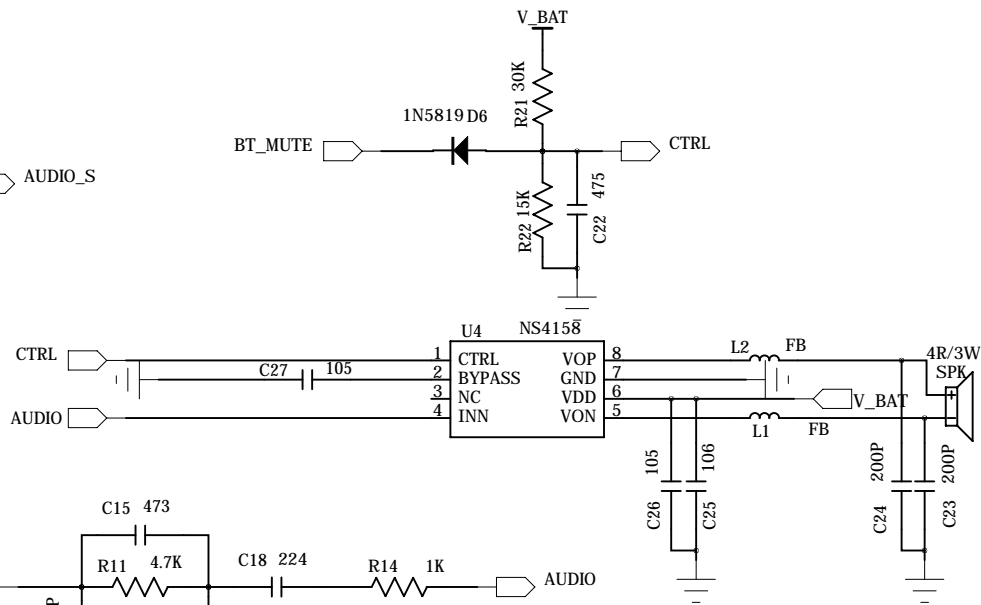 V_BAT
R21 30K
1N5819 D6
BT_MUTE
CTRL
AUDIO_S
R22 15K
475
C22
U4 NS4158
CTRL
1 CTRL VOP 8
C27 105
2 BYPASS GND 7
3 NC VDD 6
4 INN VON 5
AUDIO
L2 FB
4R/3W
SPK
+
V_BAT
L1 FB
105
C26
106
C25
200P
C24
200P
C23
C15 473
R11 4.7K
C18 224
R14 1K
AUDIO
P